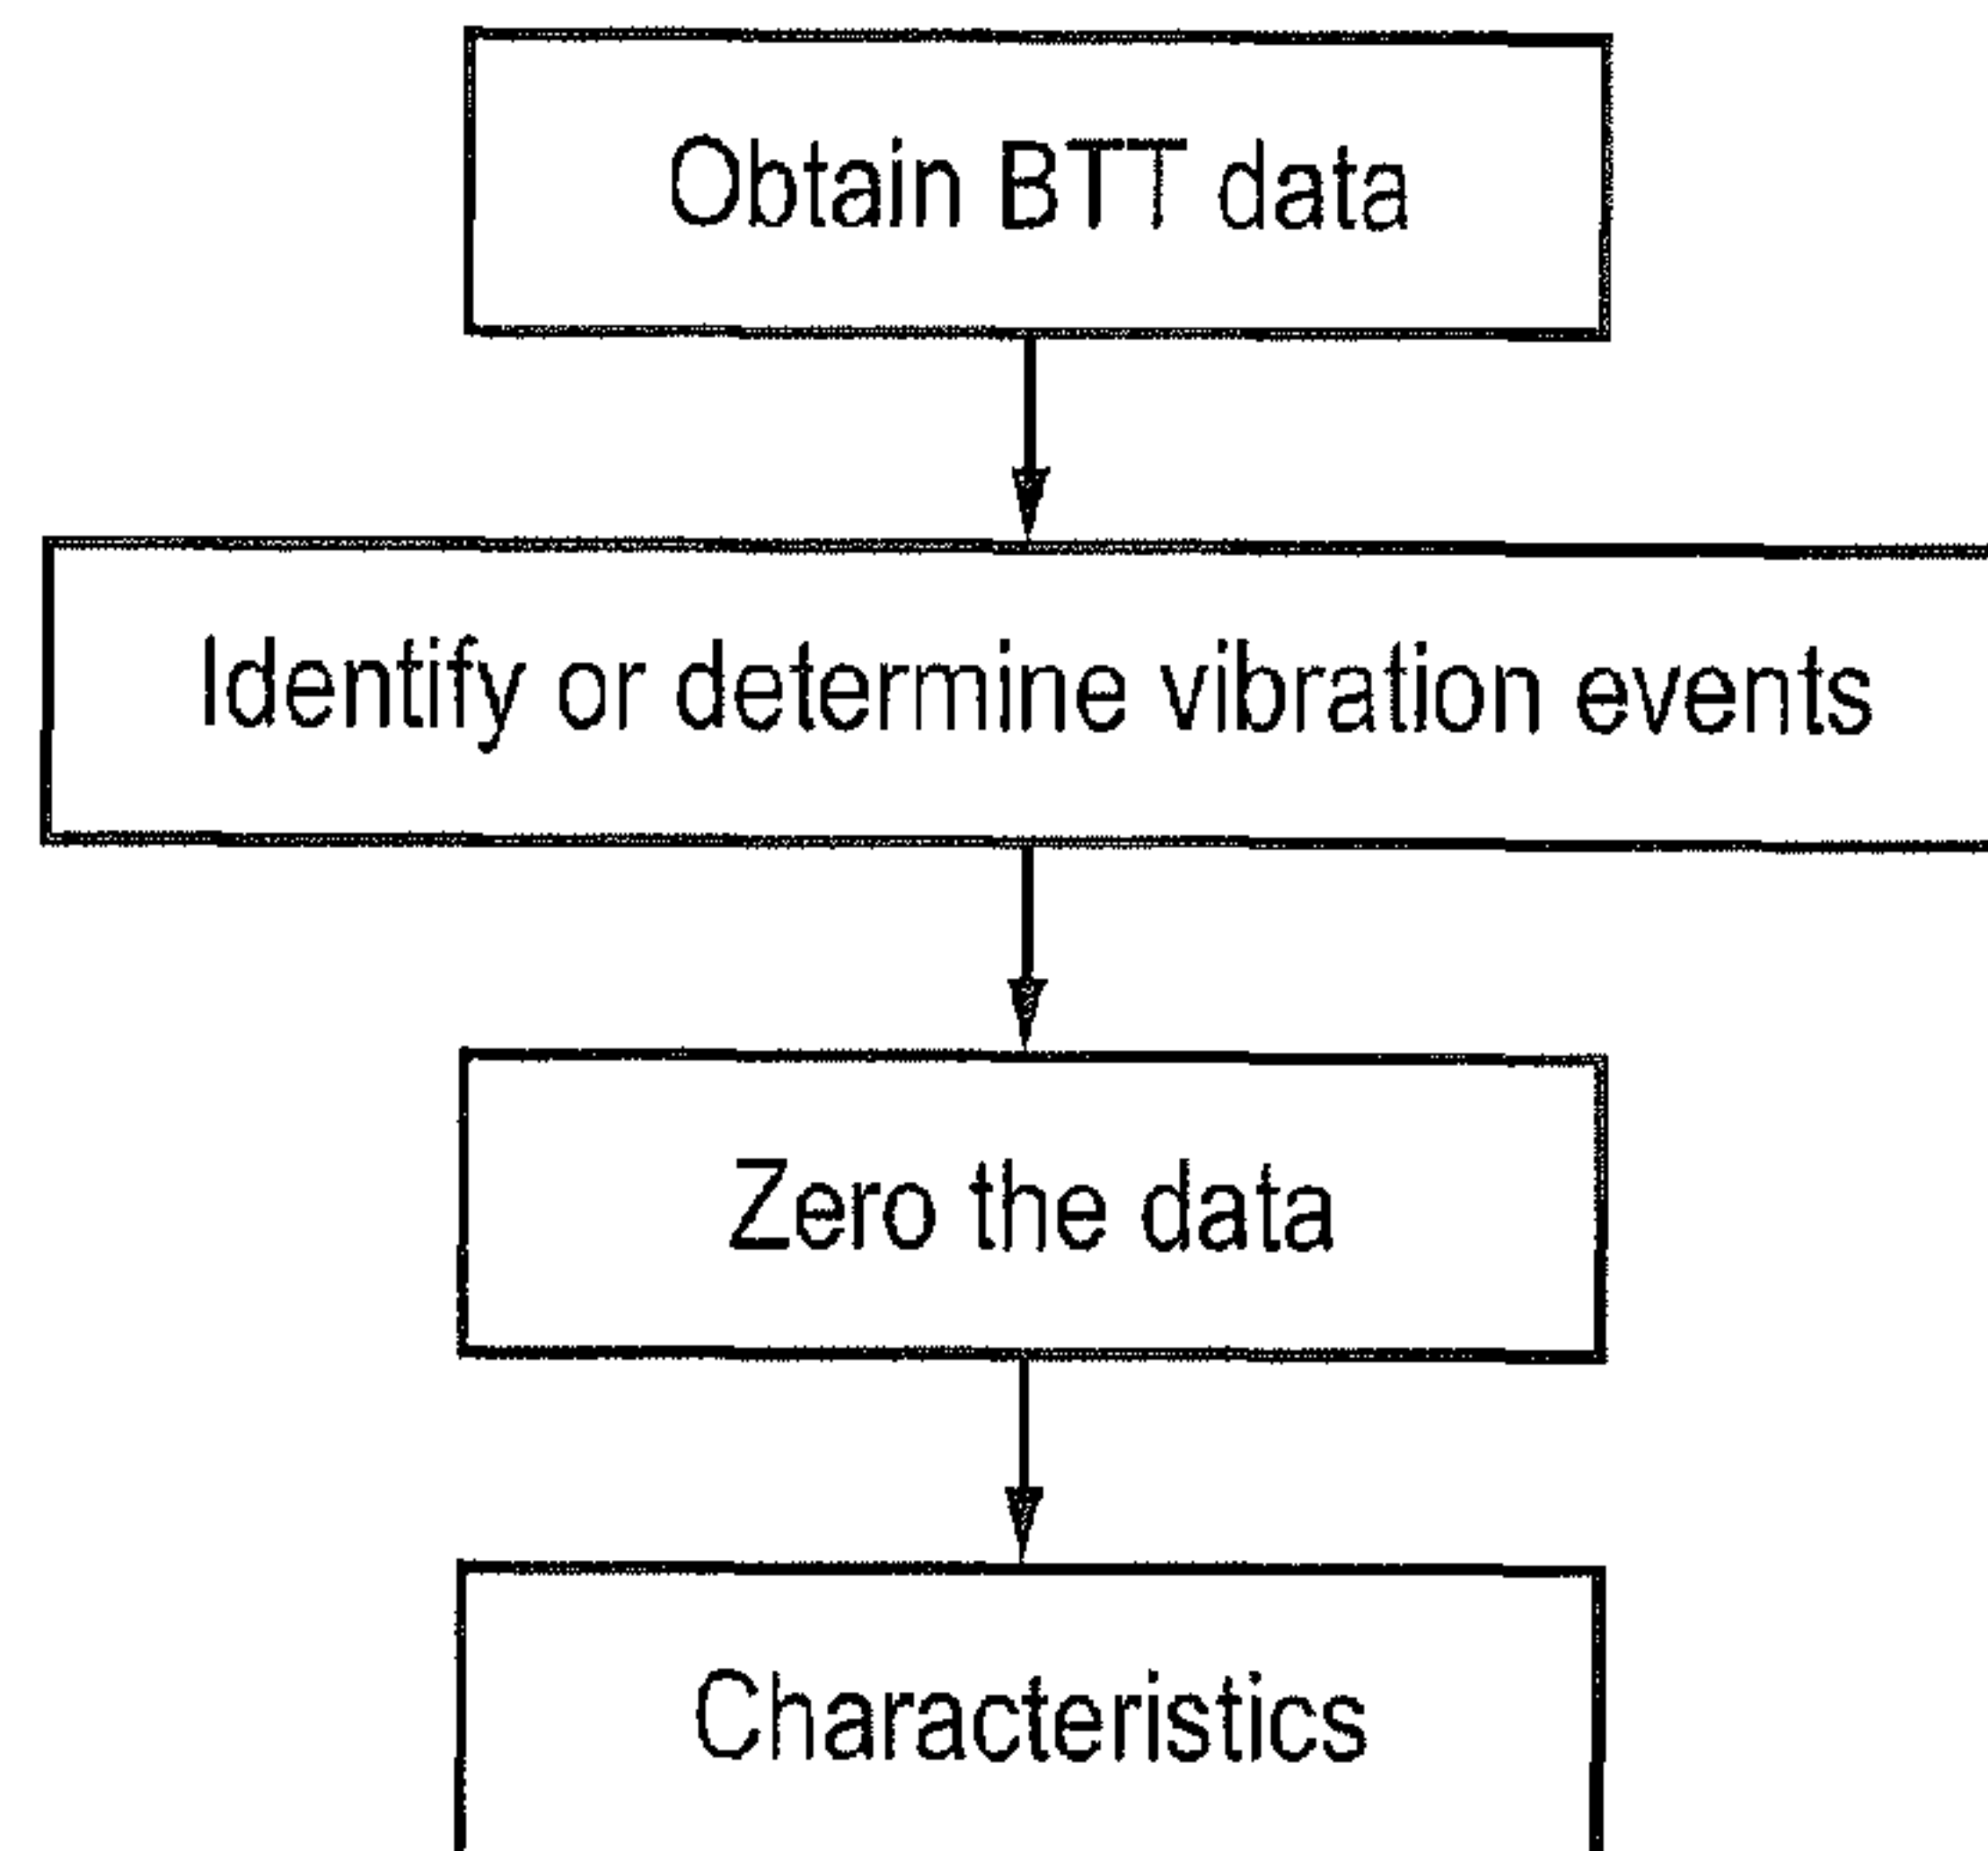 Obtain BTT data
Identify or determine vibration events
Zero the data
Characteristics